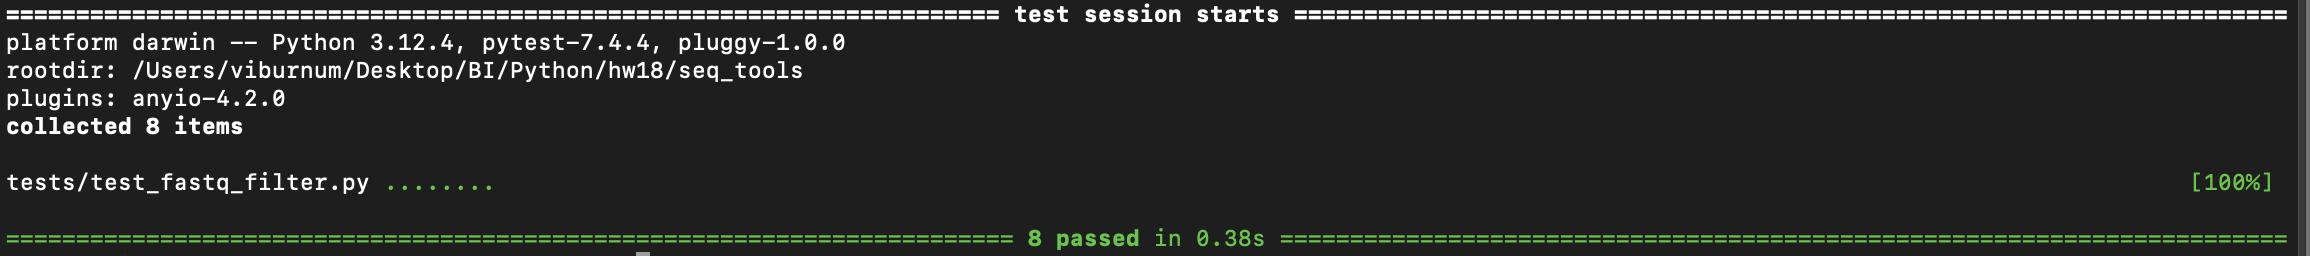 ======================================================================= test session starts =======================================================================
platform darwin -- Python 3.12.4, pytest-7.4.4, pluggy-1.0.0
rootdir: /Users/viburnum/Desktop/BI/Python/hw18/seq_tools
plugins: anyio-4.2.0
collected 8 items
tests/test_fastq_filter.py ........ [100%]
======================================================================== 8 passed in 0.38s ========================================================================